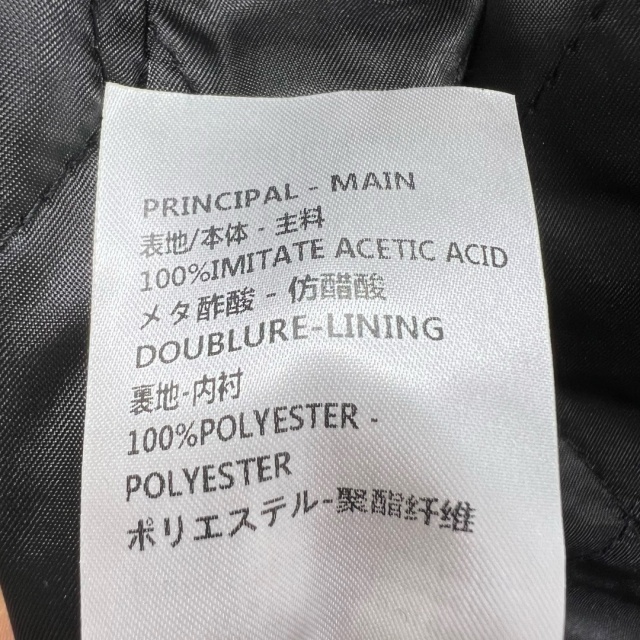 PRINCIPAL - MAIN
表地/本体 - 主料
100%IMITATE ACETIC ACID
メタ酢酸 - 仿醋酸
DOUBLURE-LINING
裏地-内衬
100%POLYESTER -
POLYESTER
ポリエステル-聚酯纤维